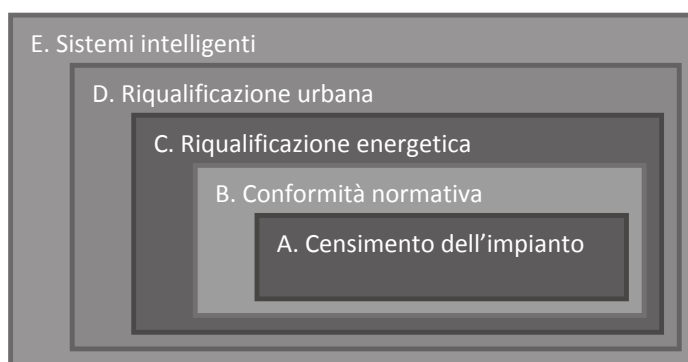 E. Sistemi intelligenti
D. Riqualificazione urbana
C. Riqualificazione energetica
B. Conformità normativa
A. Censimento dell’impianto